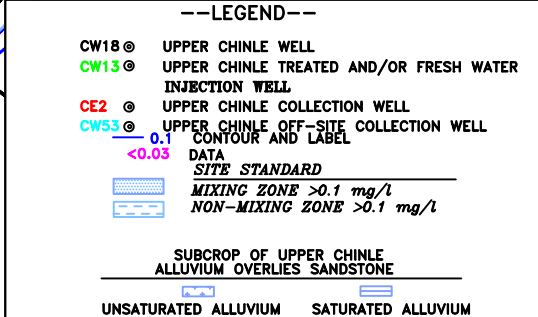 --LEGEND--
CW18 UPPER CHINLE WELL
CW13 UPPER CHINLE TREATED AND/OR FRESH WATER
INJECTION WELL
CE2 UPPER CHINLE COLLECTION WELL
CW53 UPPER CHINLE OFF-SITE COLLECTION WELL
0.1 CONTOUR AND LABEL
<0.03 DATA
SITE STANDARD
MIXING ZONE >0.1 mg/l
NON-MIXING ZONE >0.1 mg/l
SUBCROP OF UPPER CHINLE
ALLUVIUM OVERLIES SANDSTONE
UNSATURATED ALLUVIUM SATURATED ALLUVIUM